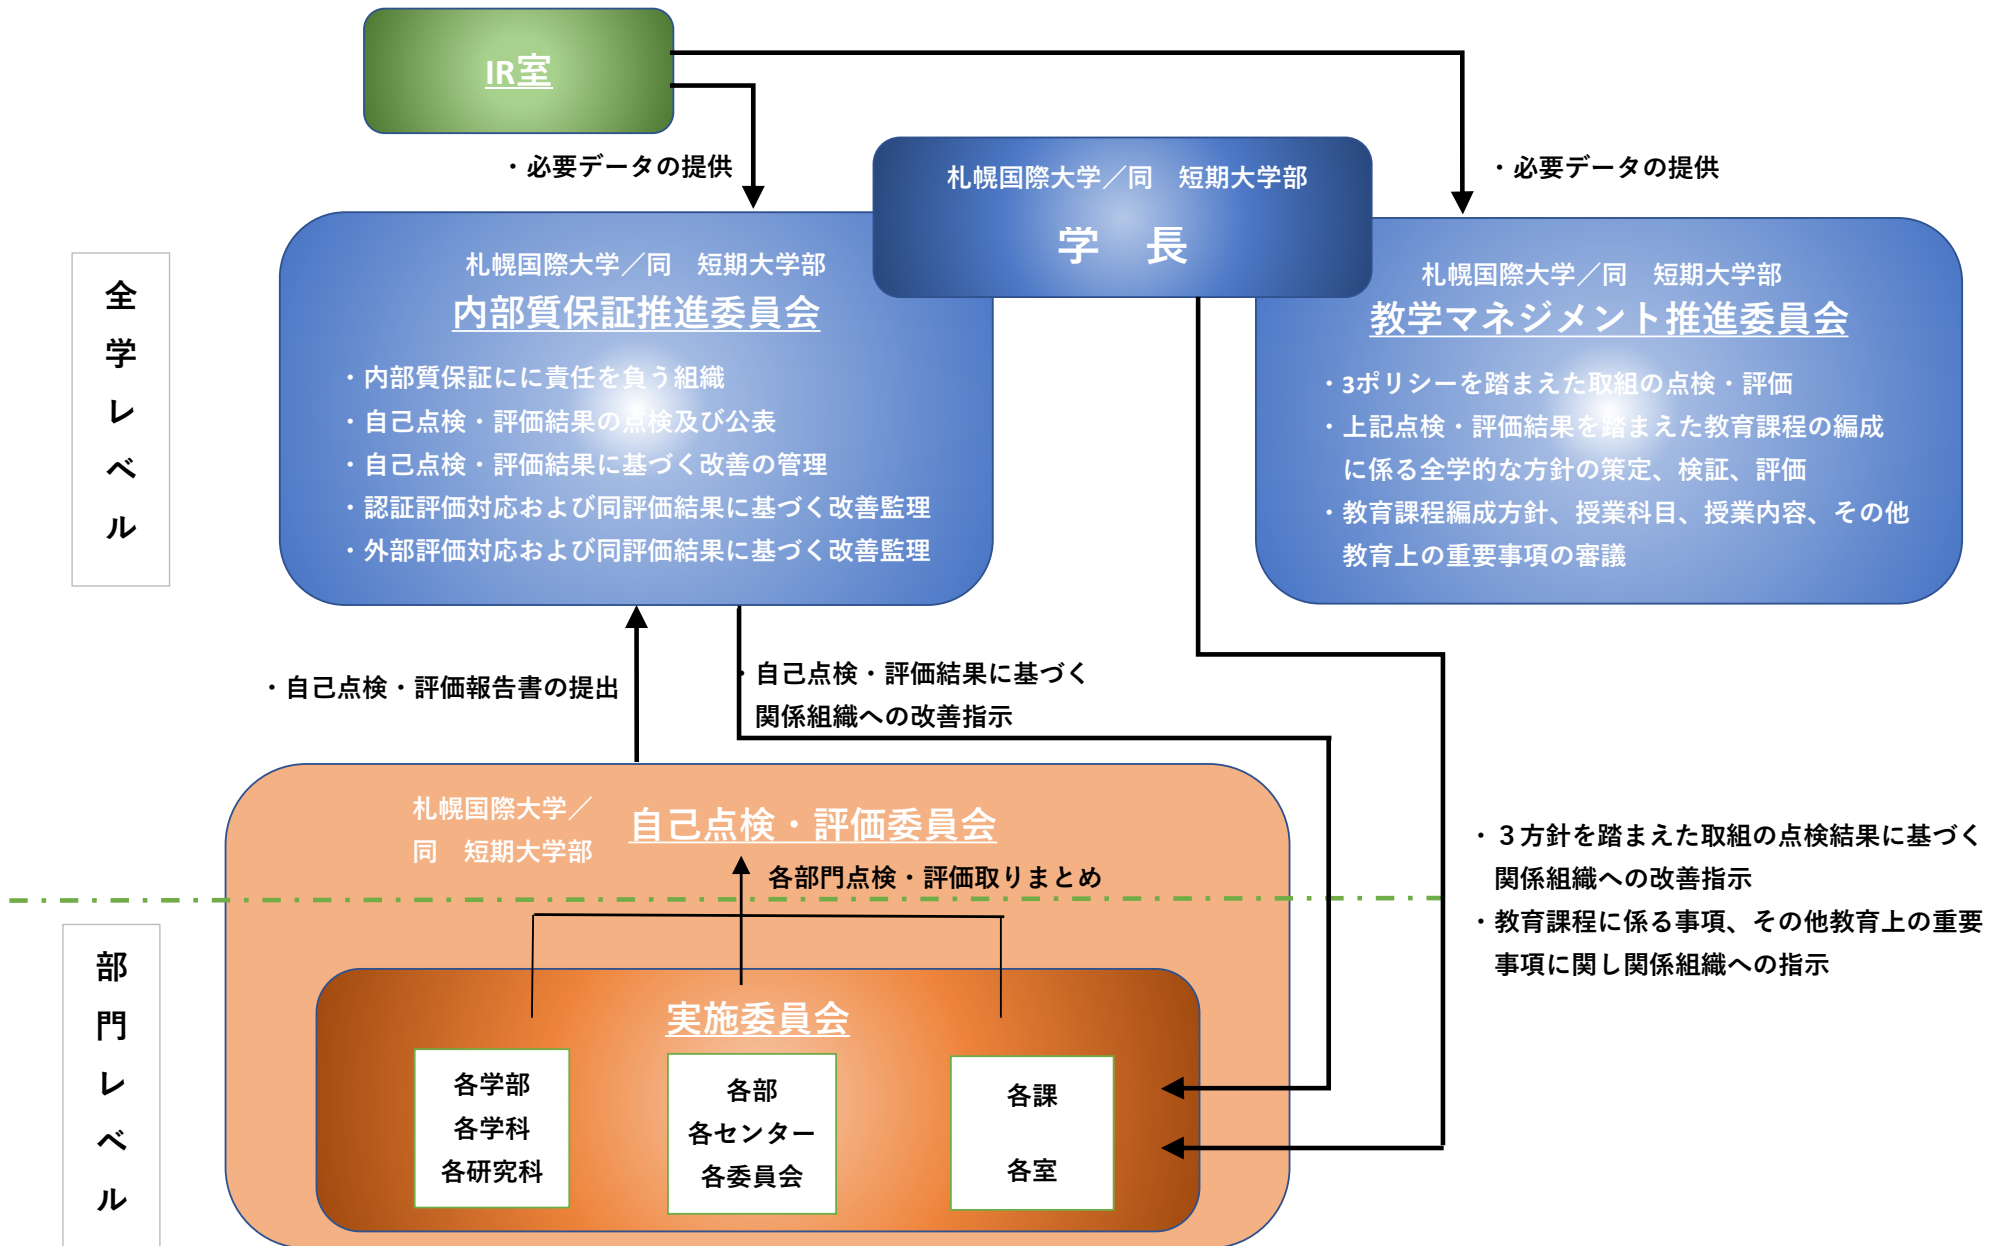 IR室
・必要データの提供
・必要データの提供
札幌国際大学／同　短期大学部
学　長
全学レベル
札幌国際大学／同　短期大学部
内部質保証推進委員会
・内部質保証にに責任を負う組織
・自己点検・評価結果の点検及び公表
・自己点検・評価結果に基づく改善の管理
・認証評価対応および同評価結果に基づく改善監理
・外部評価対応および同評価結果に基づく改善監理
札幌国際大学／同　短期大学部
教学マネジメント推進委員会
・3ポリシーを踏まえた取組の点検・評価
・上記点検・評価結果を踏まえた教育課程の編成
に係る全学的な方針の策定、検証、評価
・教育課程編成方針、授業科目、授業内容、その他
教育上の重要事項の審議
・自己点検・評価報告書の提出
・自己点検・評価結果に基づく
関係組織への改善指示
札幌国際大学／
同　短期大学部
自己点検・評価委員会
各部門点検・評価取りまとめ
・３方針を踏まえた取組の点検結果に基づく
関係組織への改善指示
・教育課程に係る事項、その他教育上の重要
事項に関し関係組織への指示
部門レベル
実施委員会
各学部
各学科
各研究科
各部
各センター
各委員会
各課
各室